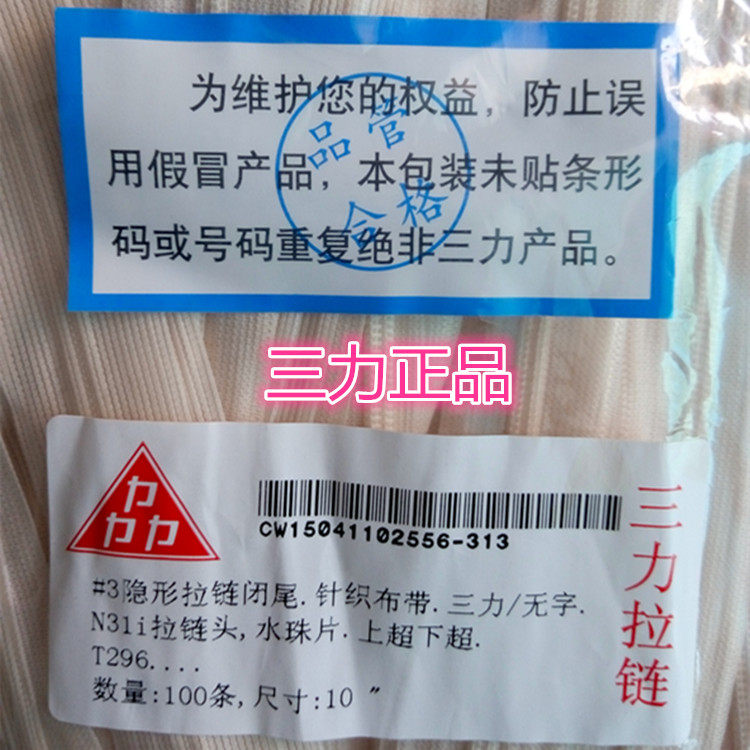 为维护您的权益，防止误
用假冒产品，本包装未贴条形
码或号码重复绝非三力产品。
品管
合格
三力正品
力
力力
CW15041102556-313
三力拉链
#3隐形拉链闭尾.针织布带.三力/无字.
N31i拉链头,水珠片.上超下超.
T296....
数量:100条,尺寸:10"